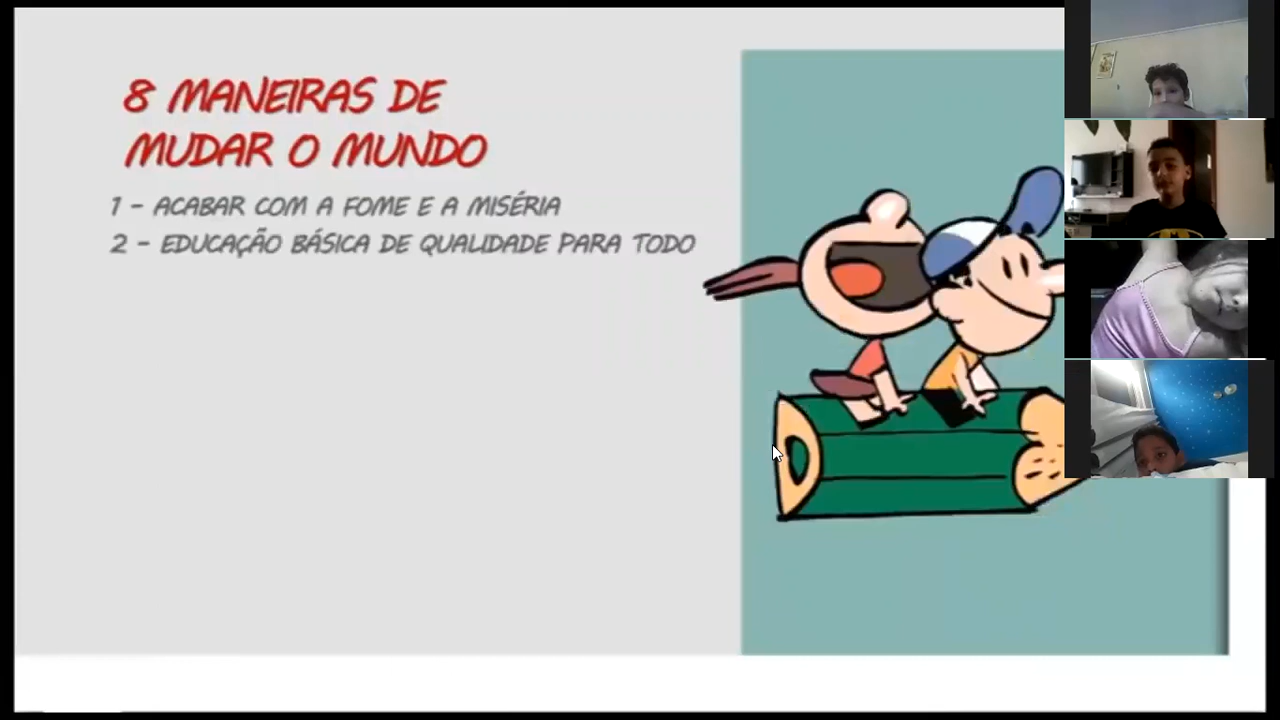 8 MANEIRAS DE
MUDAR O MUNDO
1 - ACABAR COM A FOME E A MISÉRIA
2 - EDUCAÇÃO BÁSICA DE QUALIDADE PARA TODO